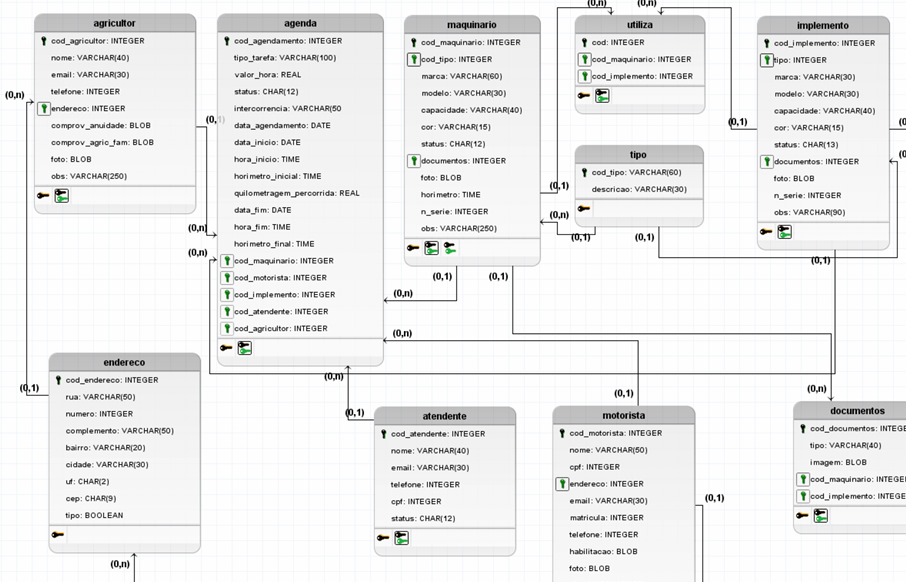 agricultor
cod_agricultor: INTEGER
nome: VARCHAR(40)
email: VARCHAR(30)
telefone: INTEGER
endereco: INTEGER
comprov_anuidade: BLOB
comprov_agric_fam: BLOB
foto: BLOB
obs: VARCHAR(250)
(0,n)
(0,1)
agenda
cod_agendamento: INTEGER
tipo_tarefa: VARCHAR(100)
valor_hora: REAL
status: CHAR(12)
intercorrencia: VARCHAR(50
data_agendamento: DATE
data_inicio: DATE
hora_inicio: TIME
horimetro_inicial: TIME
quilometragem_percorrida: REAL
data_fim: DATE
hora_fim: TIME
horimetro_final: TIME
cod_maquinario: INTEGER
cod_motorista: INTEGER
cod_implemento: INTEGER
cod_atendente: INTEGER
cod_agricultor: INTEGER
(0,n)
(0,n)
(0,n)
(0,n)
(0,n)
maquinario
cod_maquinario: INTEGER
cod_tipo: INTEGER
marca: VARCHAR(60)
modelo: VARCHAR(30)
capacidade: VARCHAR(40)
cor: VARCHAR(15)
status: CHAR(12)
documentos: INTEGER
foto: BLOB
horimetro: TIME
n_serie: INTEGER
obs: VARCHAR(250)
(0,1)
(0,n)
(0,1)
(0,1)
(0,n)
(0,n)
utiliza
cod: INTEGER
cod_maquinario: INTEGER
cod_implemento: INTEGER
tipo
cod_tipo: VARCHAR(60)
descricao: VARCHAR(30)
(0,1)
(0,1)
implemento
cod_implemento: INTEGER
tipo: INTEGER
marca: VARCHAR(30)
modelo: VARCHAR(30)
capacidade: VARCHAR(40)
cor: VARCHAR(15)
status: CHAR(13)
documentos: INTEGER
foto: BLOB
n_serie: INTEGER
obs: VARCHAR(90)
(0,1)
(0,1)
endereco
cod_endereco: INTEGER
rua: VARCHAR(50)
numero: INTEGER
complemento: VARCHAR(50)
bairro: VARCHAR(20)
cidade: VARCHAR(30)
uf: CHAR(2)
cep: CHAR(9)
tipo: BOOLEAN
(0,1)
(0,n)
atendente
cod_atendente: INTEGER
nome: VARCHAR(40)
email: VARCHAR(30)
telefone: INTEGER
cpf: INTEGER
status: CHAR(12)
(0,1)
motorista
cod_motorista: INTEGER
nome: VARCHAR(50)
cpf: INTEGER
endereco: INTEGER
email: VARCHAR(30)
matricula: INTEGER
telefone: INTEGER
habilitacao: BLOB
foto: BLOB
(0,1)
(0,1)
(0,n)
documentos
cod_documentos: INTEGE
tipo: VARCHAR(40)
imagem: BLOB
cod_maquinario: INTEGE
cod_implemento: INTEGE